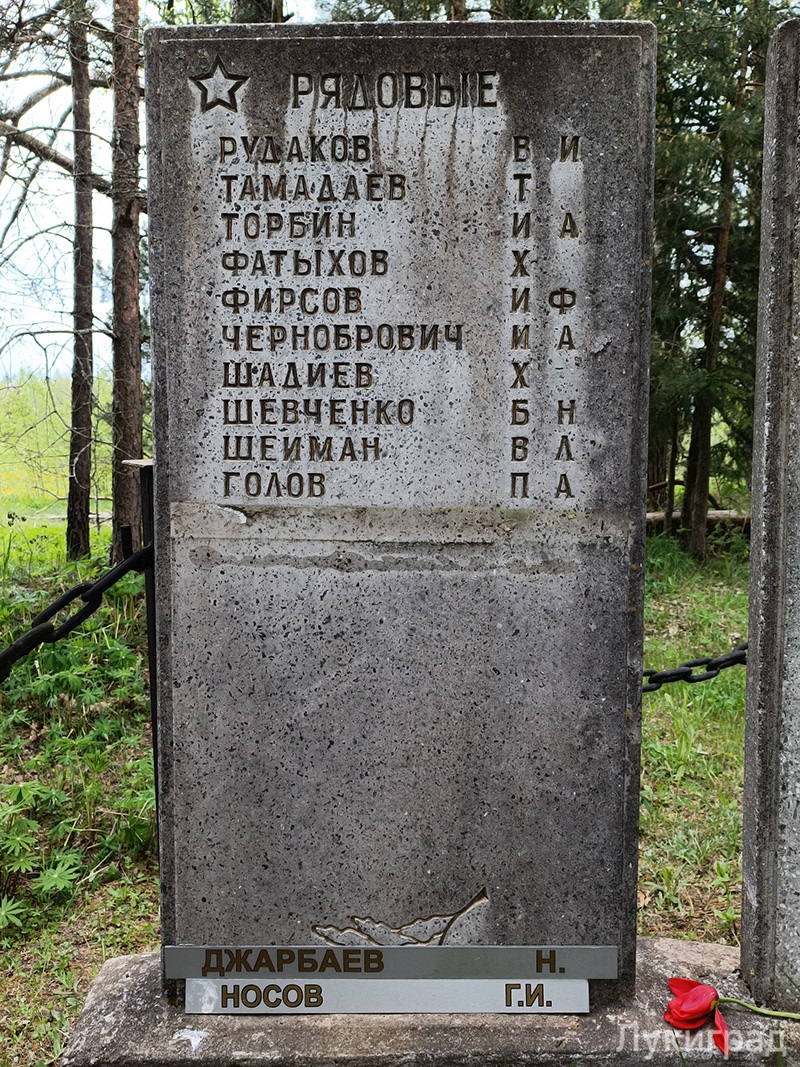 РЯДОВЫЕ
РУДАКОВ В И
ТАМАДАЕВ Т
ТОРБИН И А
ФАТЫХОВ Х
ФИРСОВ И Ф
ЧЕРНОБРОВИЧ И А
ШАДИЕВ Х
ШЕВЧЕНКО Б Н
ШЕИМАН В Л
ГОЛОВ П А
ДЖАРБАЕВ Н.
НОСОВ Г.И.
Лукиград